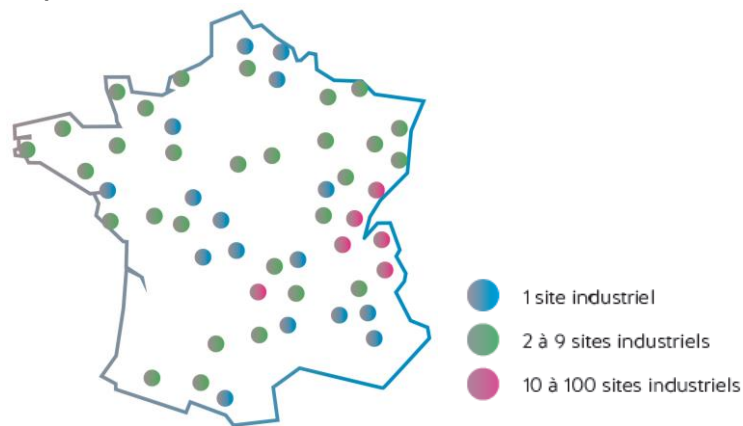 1 site industriel
2 à 9 sites industriels
10 à 100 sites industriels